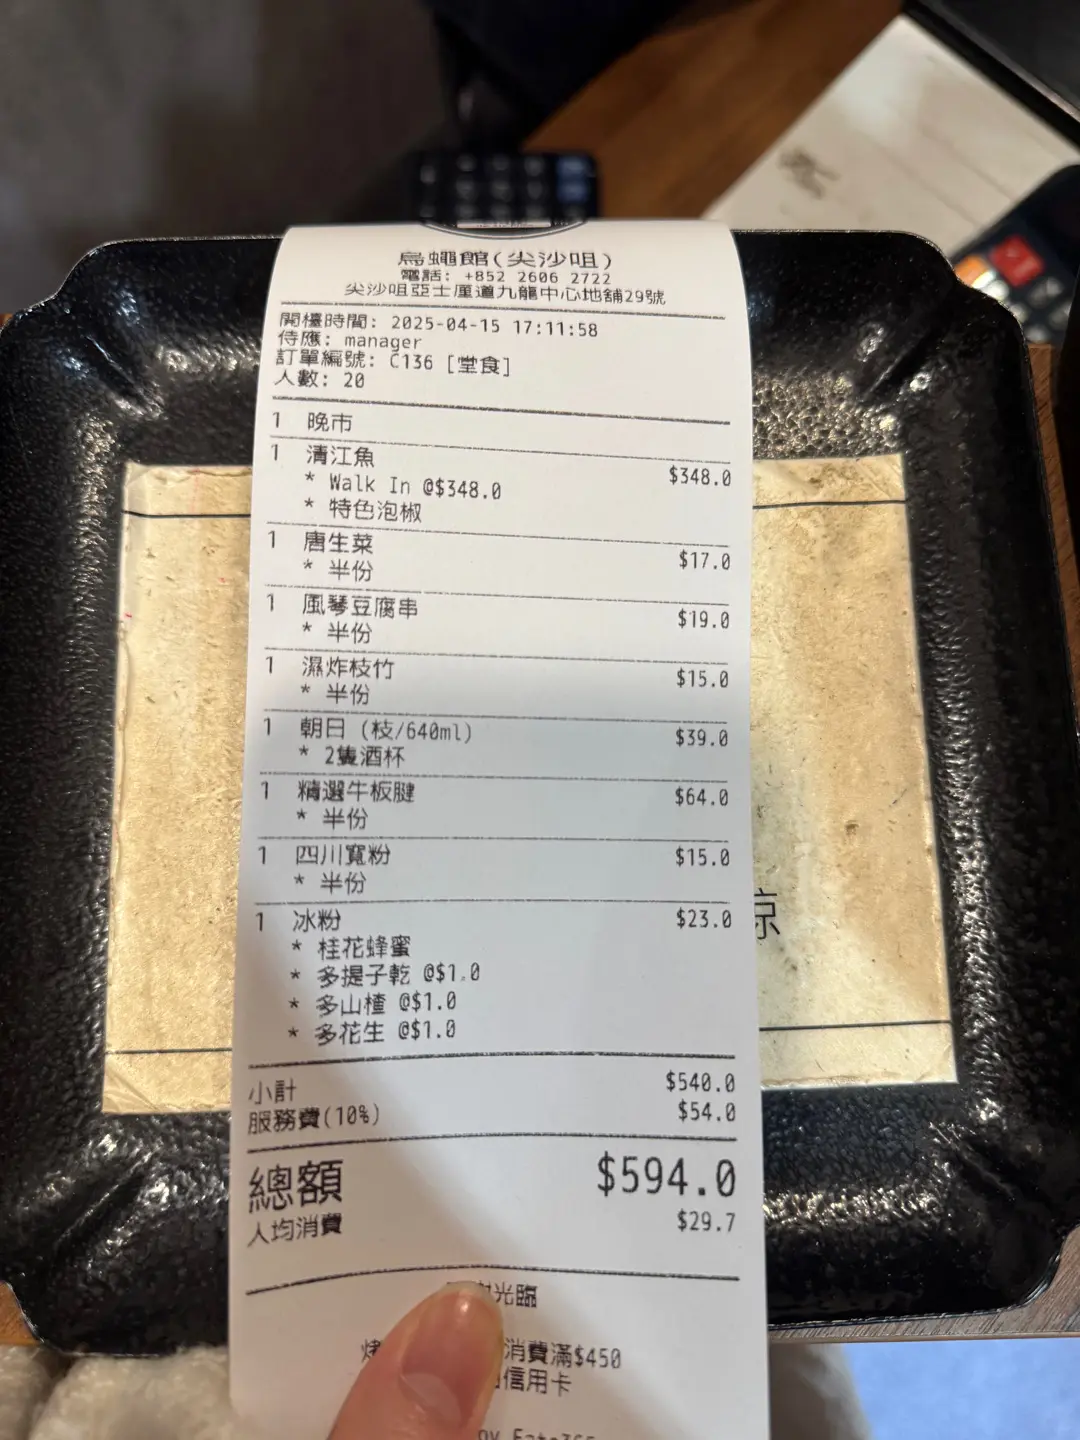 烏蠅館(尖沙咀)
電話: +852 2606 2722
尖沙咀亞士厘道九龍中心地舖29號
開檯時間: 2025-04-15 17:11:58
侍應: manager
訂單編號: C136 [堂食]
人數: 20
1 晚市
1 清江魚 $348.0
* Walk In @$348.0
* 特色泡椒
1 唐生菜 $17.0
* 半份
1 風琴豆腐串 $19.0
* 半份
1 濕炸枝竹 $15.0
* 半份
1 朝日 (枝/640ml) $39.0
* 2隻酒杯
1 精選牛板腱 $64.0
* 半份
1 四川寬粉 $15.0
* 半份
1 冰粉 $23.0
* 桂花蜂蜜
* 多提子乾 @$1.0
* 多山楂 @$1.0
* 多花生 @$1.0
小計 $540.0
服務費(10%) $54.0
總額 $594.0
人均消費 $29.7
光臨
消費滿$450
信用卡